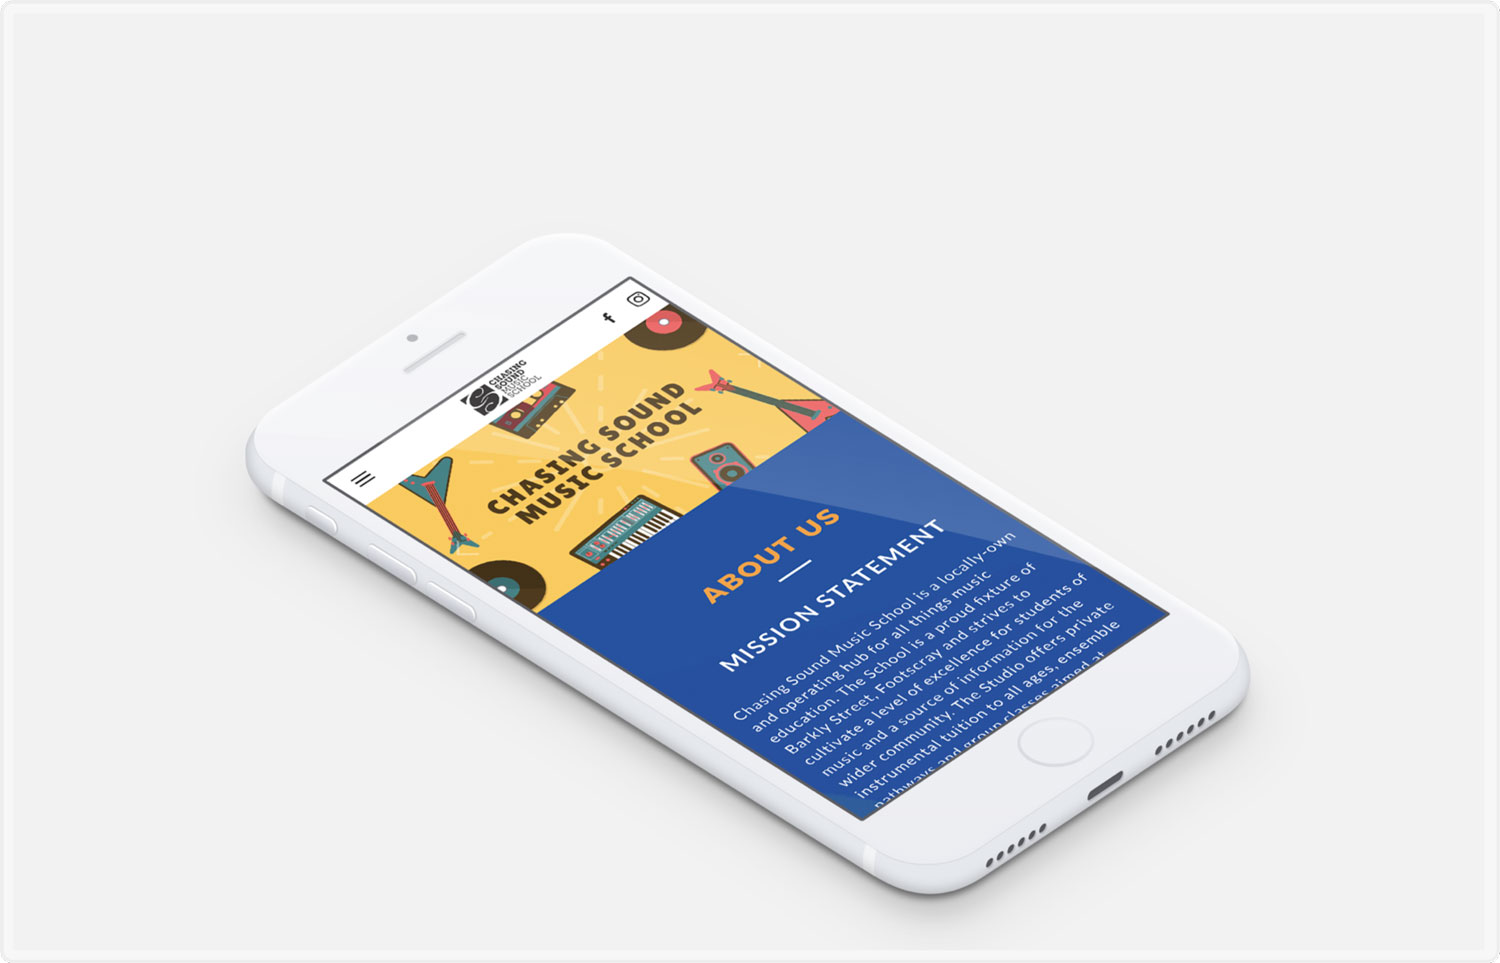 CHASING
SOUND
MUSIC
SCHOOL
CHASING SOUND
MUSIC SCHOOL
ABOUT US
MISSION STATEMENT
Chasing Sound Music School is a locally-own
and operating hub for all things music
education. The School is a proud fixture of
Barkly Street, Footscray and strives to
cultivate a level of excellence for students of
music and a source of information for the
wider community. The Studio offers private
instrumental tuition to all ages, ensemble
pathways and group classes aimed at